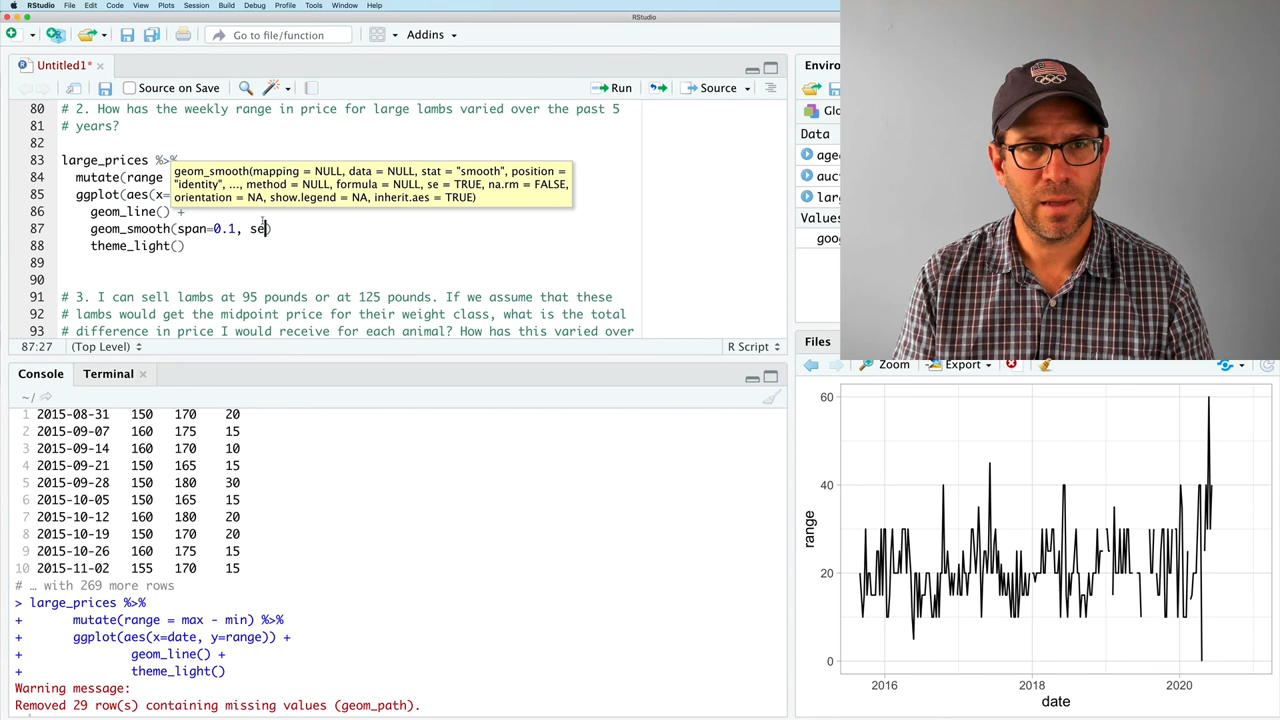 RStudio File Edit Code View Plots Session Build Debug Profile Tools Window Help
RStudio
Go to file/function
Addins
Untitled1*
Source on Save
Run
Source
80 # 2. How has the weekly range in price for large lambs varied over the past 5
81 # years?
82
83 large_prices %>%
84 mutate(range
85 ggplot(aes(x=
86 geom_line() +
87 geom_smooth(span=0.1, se)
88 theme_light()
89
90
91 # 3. I can sell lambs at 95 pounds or at 125 pounds. If we assume that these
92 # lambs would get the midpoint price for their weight class, what is the total
93 # difference in price I would receive for each animal? How has this varied over
geom_smooth(mapping = NULL, data = NULL, stat = "smooth", position =
"identity", ..., method = NULL, formula = NULL, se = TRUE, na.rm = FALSE,
orientation = NA, show.legend = NA, inherit.aes = TRUE)
87:27 (Top Level) R Script
Console Terminal
~/
1 2015-08-31 150 170 20
2 2015-09-07 160 175 15
3 2015-09-14 160 170 10
4 2015-09-21 150 165 15
5 2015-09-28 150 180 30
6 2015-10-05 150 165 15
7 2015-10-12 160 180 20
8 2015-10-19 150 170 20
9 2015-10-26 160 175 15
10 2015-11-02 155 170 15
# … with 269 more rows
> large_prices %>%
+ mutate(range = max - min) %>%
+ ggplot(aes(x=date, y=range)) +
+ geom_line() +
+ theme_light()
Warning message:
Removed 29 row(s) containing missing values (geom_path).
Enviro
Glo
Data
aged
auc
larg
Values
goog
Files
Zoom Export
60
40
20
0
range
2016 2018 2020
date